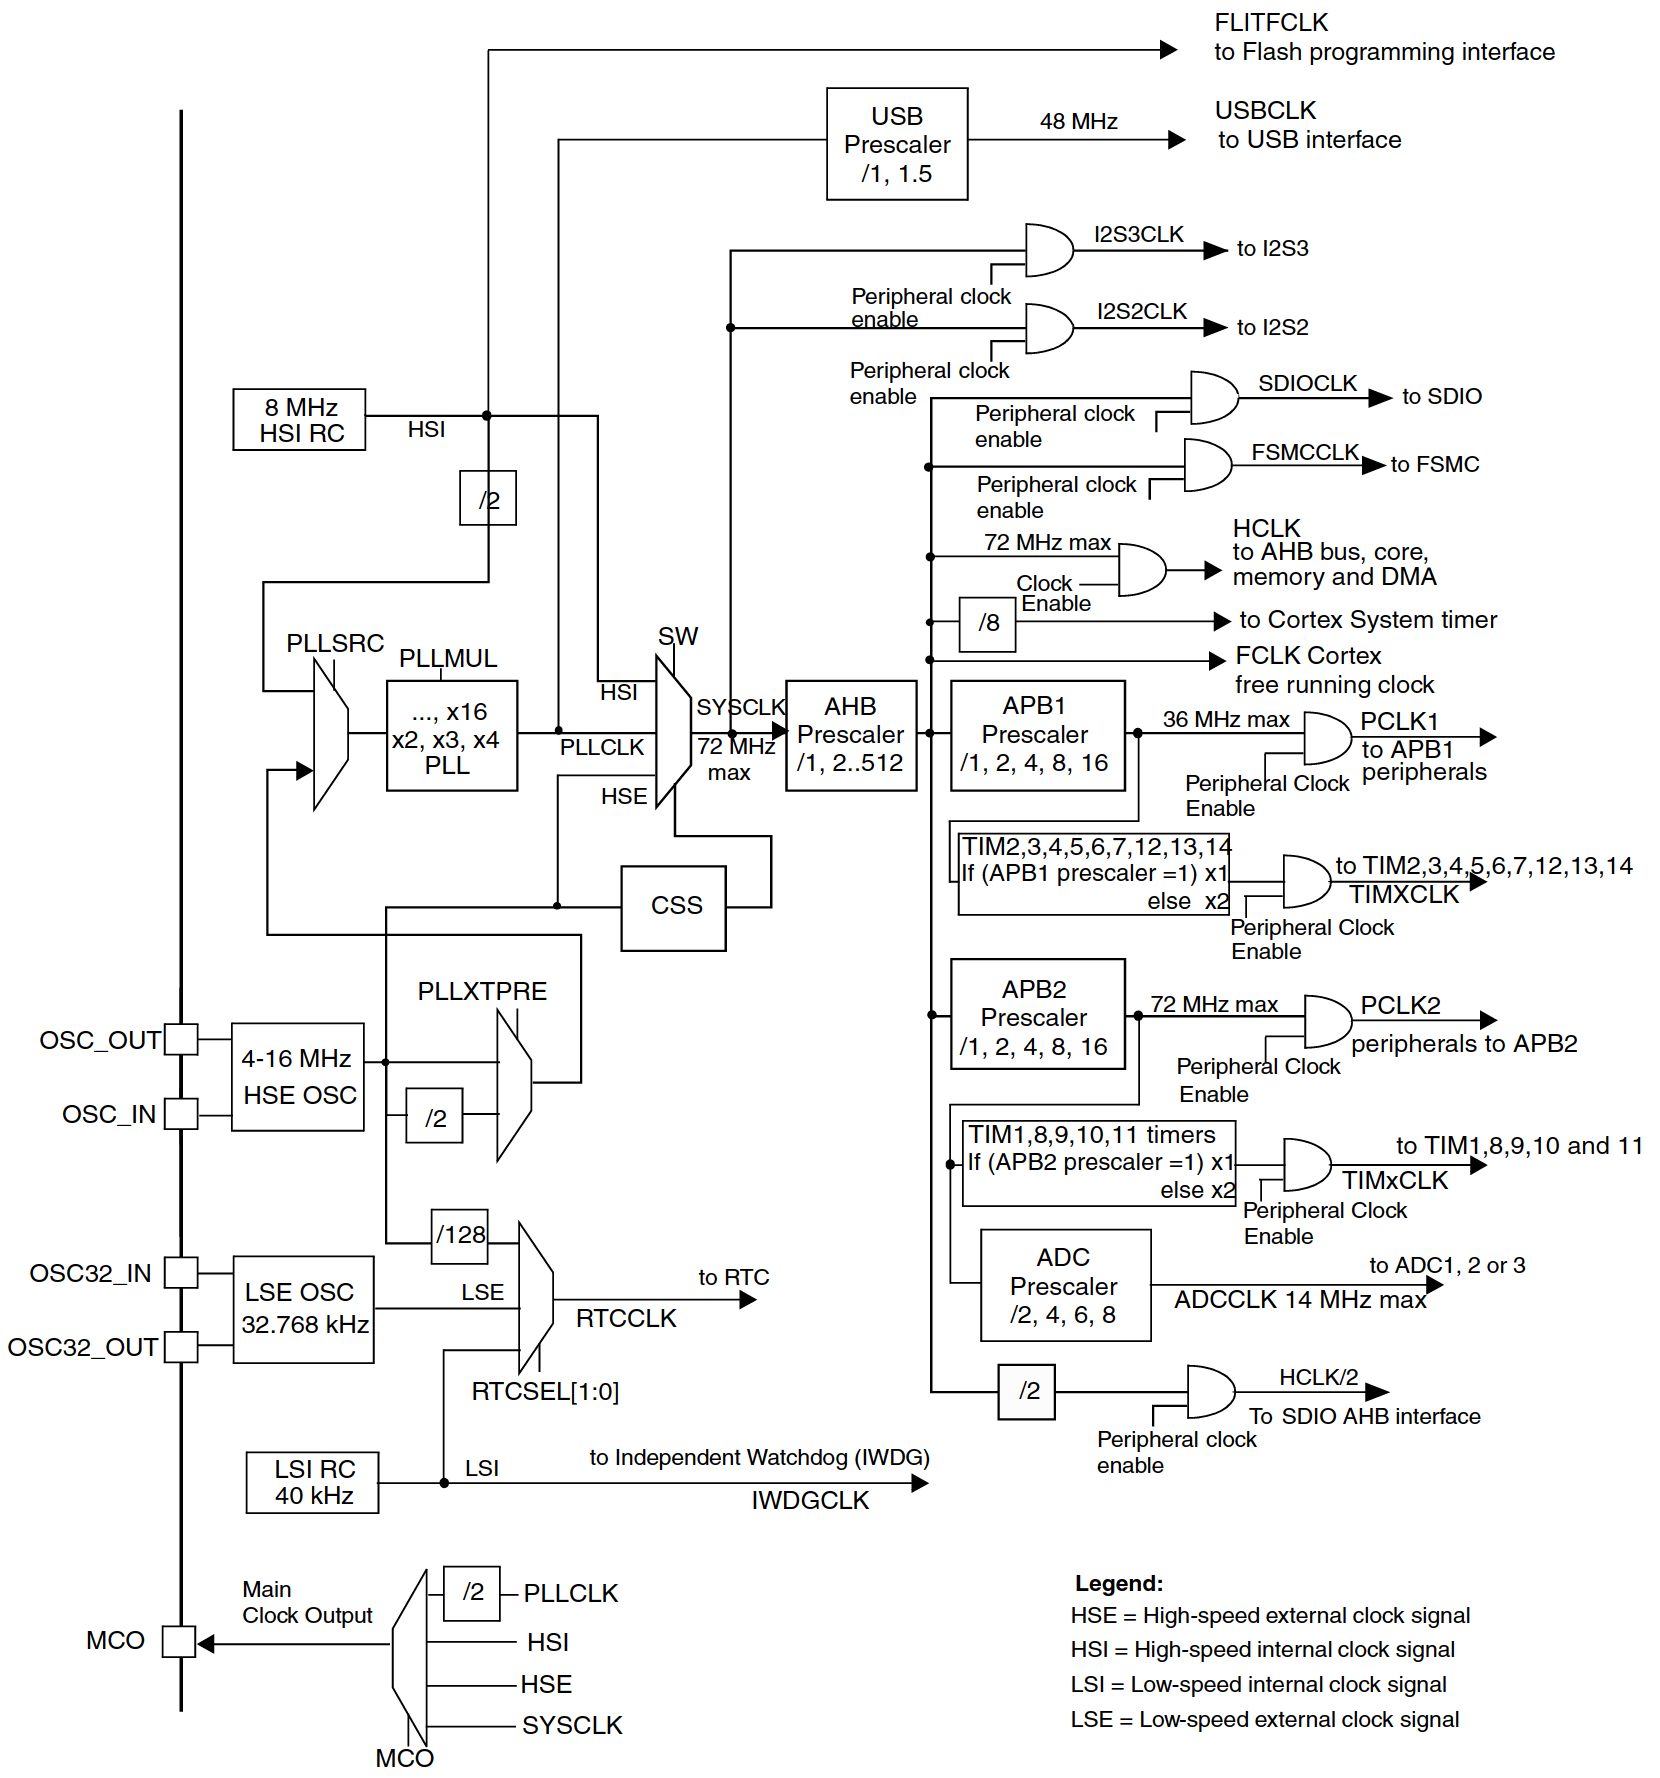 FLITFCLK
to Flash programming interface
USB
Prescaler
/1, 1.5
48 MHz
USBCLK
to USB interface
I2S3CLK
to I2S3
Peripheral clock
enable
I2S2CLK
to I2S2
Peripheral clock
enable
SDIOCLK
to SDIO
Peripheral clock
enable
FSMCCLK
to FSMC
Peripheral clock
enable
8 MHz
HSI RC
HSI
/2
72 MHz max
Clock
Enable
HCLK
to AHB bus, core,
memory and DMA
/8
to Cortex System timer
FCLK Cortex
free running clock
PLLSRC
PLLMUL
..., x16
x2, x3, x4
PLL
SW
HSI
PLLCLK
HSE
SYSCLK
72 MHz
max
AHB
Prescaler
/1, 2..512
APB1
Prescaler
/1, 2, 4, 8, 16
36 MHz max
PCLK1
to APB1
peripherals
Peripheral Clock
Enable
TIM2,3,4,5,6,7,12,13,14
If (APB1 prescaler =1) x1
else x2
to TIM2,3,4,5,6,7,12,13,14
TIMXCLK
Peripheral Clock
Enable
CSS
PLLXTPRE
OSC_OUT
OSC_IN
4-16 MHz
HSE OSC
/2
APB2
Prescaler
/1, 2, 4, 8, 16
72 MHz max
PCLK2
peripherals to APB2
Peripheral Clock
Enable
TIM1,8,9,10,11 timers
If (APB2 prescaler =1) x1
else x2
to TIM1,8,9,10 and 11
TIMxCLK
Peripheral Clock
Enable
/128
OSC32_IN
OSC32_OUT
LSE OSC
32.768 kHz
LSE
to RTC
RTCCLK
RTCSEL[1:0]
ADC
Prescaler
/2, 4, 6, 8
to ADC1, 2 or 3
ADCCLK 14 MHz max
/2
HCLK/2
To SDIO AHB interface
Peripheral clock
enable
LSI RC
40 kHz
LSI
to Independent Watchdog (IWDG)
IWDGCLK
Main
Clock Output
MCO
/2
PLLCLK
HSI
HSE
SYSCLK
MCO
Legend:
HSE = High-speed external clock signal
HSI = High-speed internal clock signal
LSI = Low-speed internal clock signal
LSE = Low-speed external clock signal